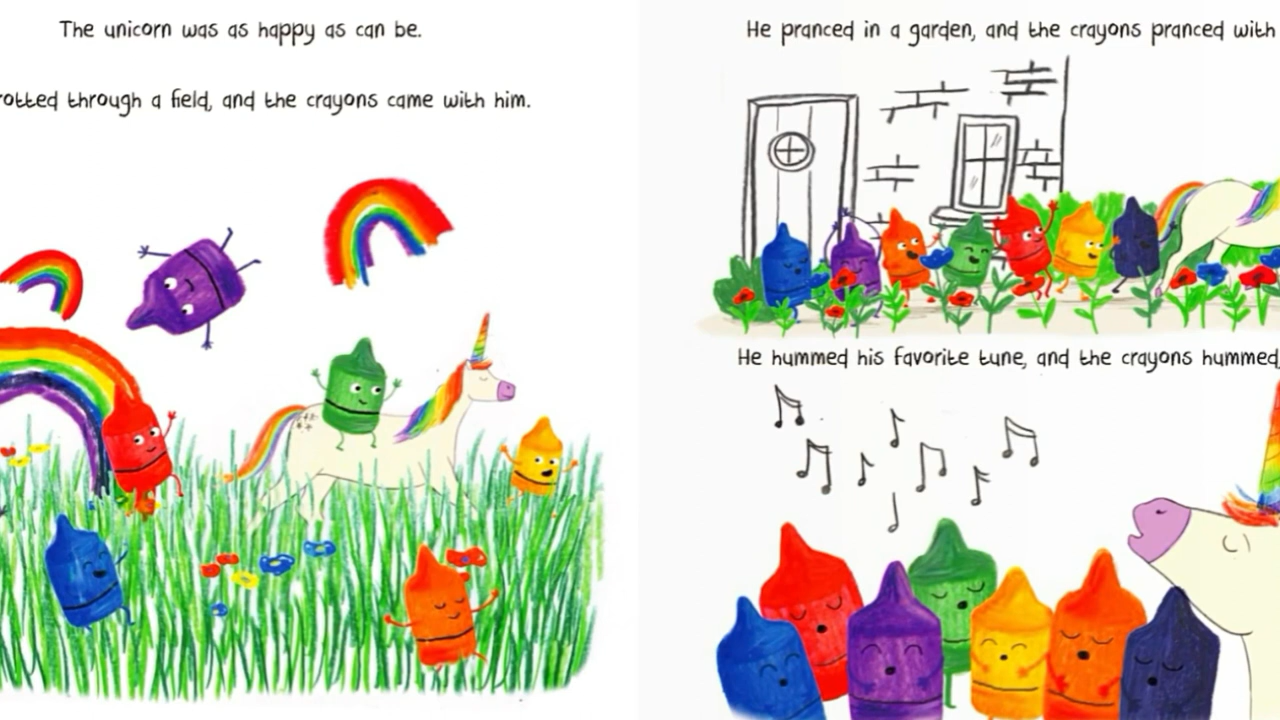 The unicorn was as happy as can be.
rotted through a field, and the crayons came with him.
He pranced in a garden, and the crayons pranced with
He hummed his favorite tune, and the crayons hummed,